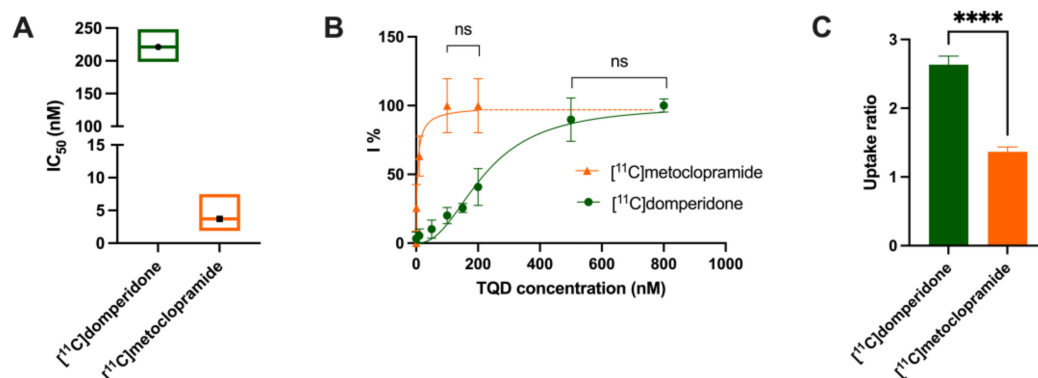 A
IC50 (nM)
250
200
150
100
15
10
5
0
[11C]domperidone
[11C]metoclopramide
B
I %
150
100
50
0
ns
ns
[11C]metoclopramide
[11C]domperidone
0
200
400
600
800
1000
TQD concentration (nM)
C
Uptake ratio
3
2
1
0
****
[11C]domperidone
[11C]metoclopramide